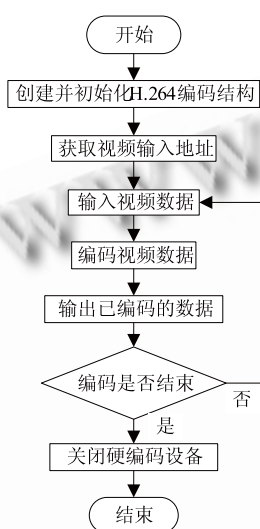 开始
创建并初始化H.264编码结构
获取视频输入地址
输入视频数据
编码视频数据
输出已编码的数据
编码是否结束
否
是
关闭硬编码设备
结束